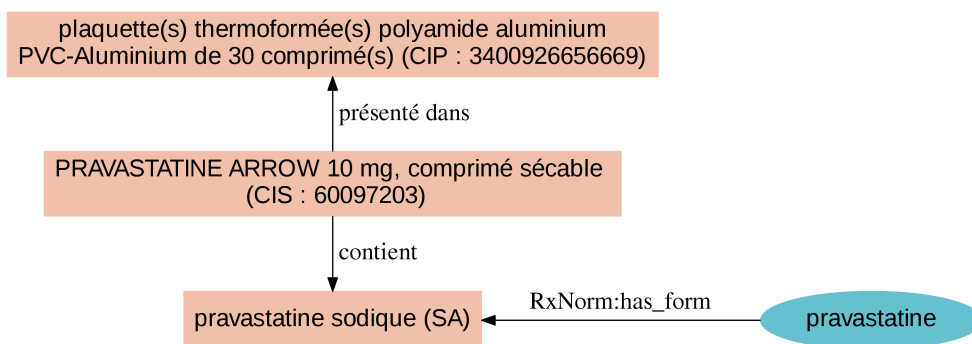 plaquette(s) thermoformée(s) polyamide aluminium
PVC-Aluminium de 30 comprimé(s) (CIP : 3400926656669)
présenté dans
PRAVASTATINE ARROW 10 mg, comprimé sécable
(CIS : 60097203)
contient
pravastatine sodique (SA)
RxNorm:has_form
pravastatine